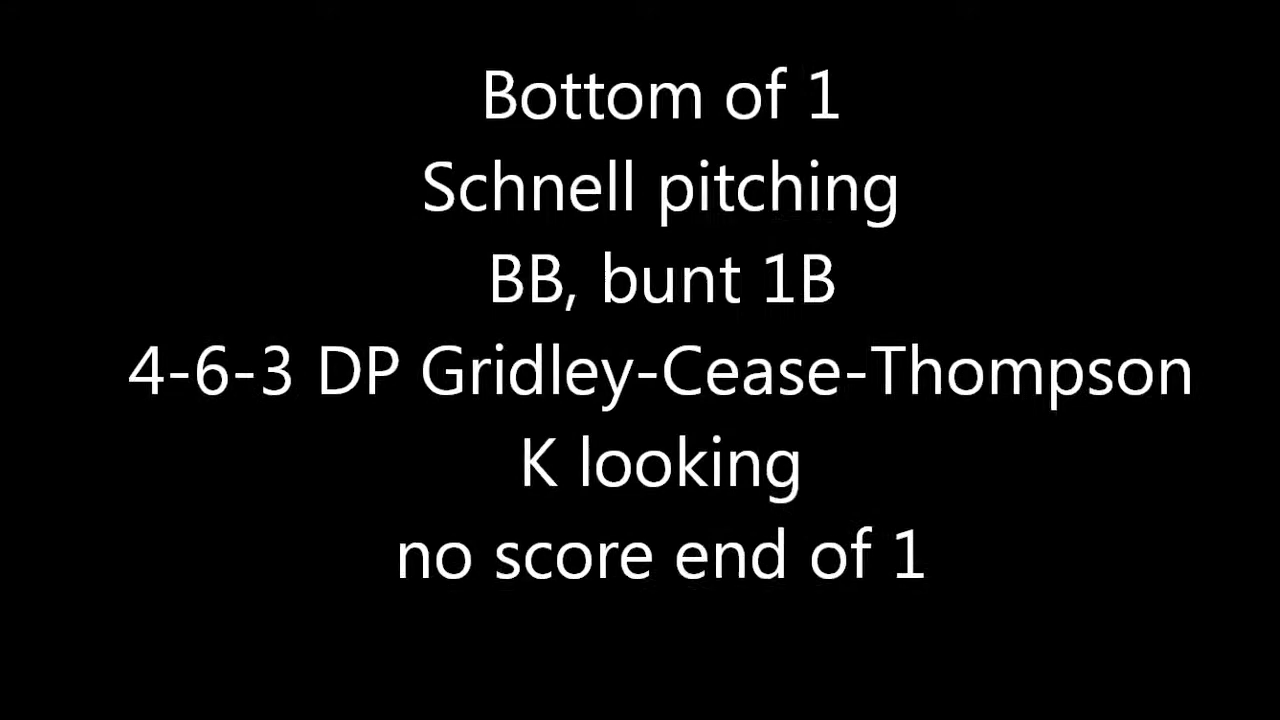 Bottom of 1
Schnell pitching
BB, bunt 1B
4-6-3 DP Gridley-Cease-Thompson
K looking
no score end of 1